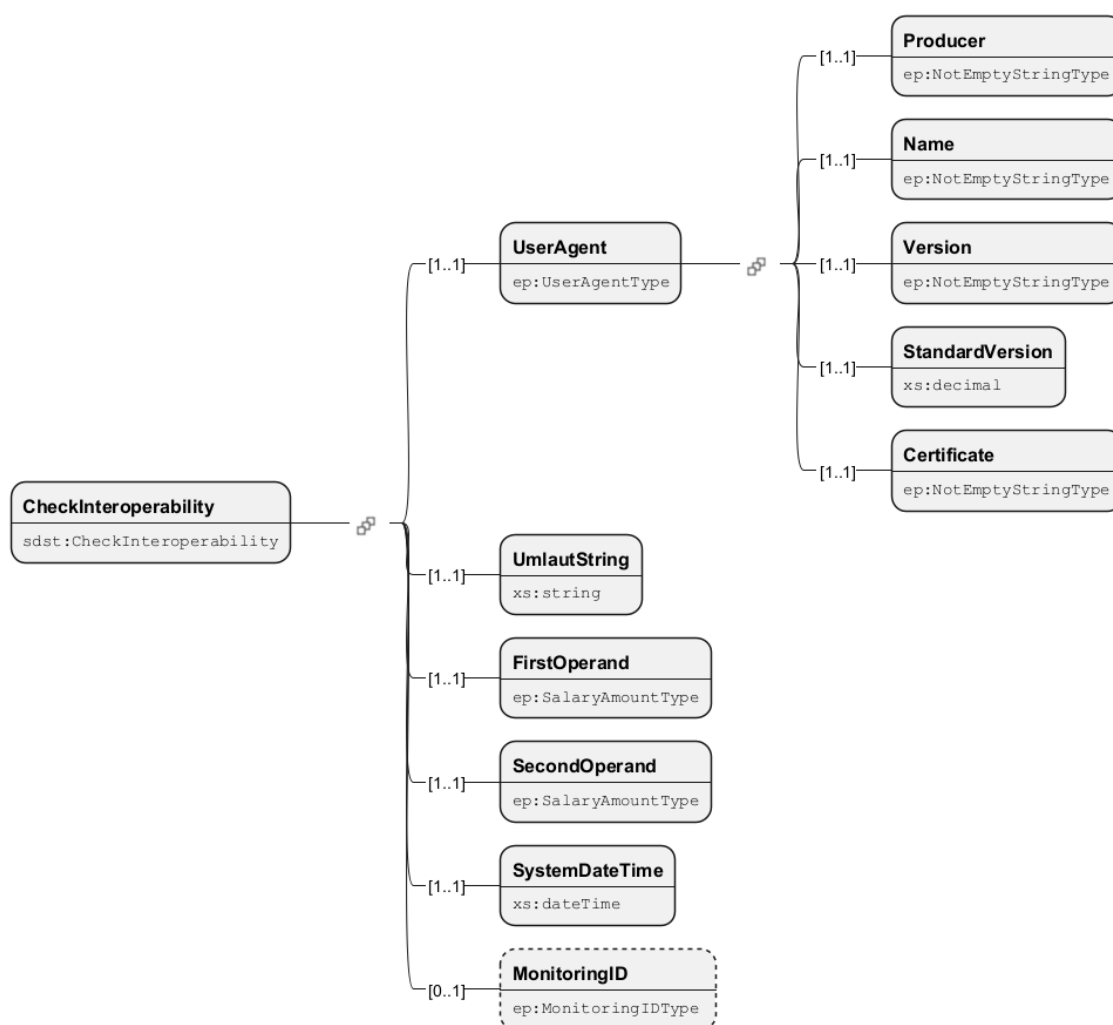 Producer
[1..1]
ep:NotEmptyStringType
Name
[1..1]
ep:NotEmptyStringType
UserAgent
Version
[1..1]
[1..1]
ep:UserAgentType
ep:NotEmptyStringType
StandardVersion
[1..1]
xs:decimal
Certificate
[1..1]
ep:NotEmptyStringType
CheckInteroperability
sdst:CheckInteroperability
UmlautString
[1..1]
xs:string
FirstOperand
[1..1]
ep:SalaryAmountType
SecondOperand
[1..1]
ep:SalaryAmountType
SystemDateTime
[1..1]
xs:dateTime
MonitoringID
[0..1]
ep:MonitoringIDType